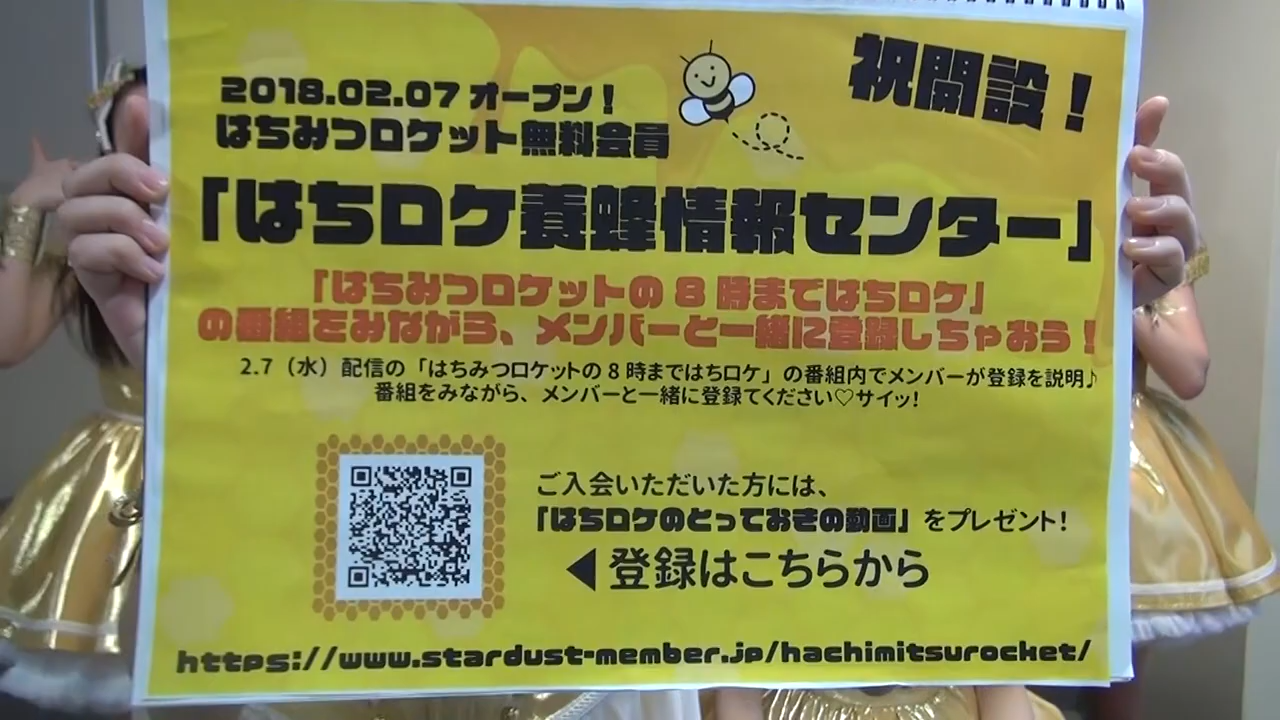 祝開設！
2018.02.07 オープン！
はちみつロケット無料会員
「はちロケ養蜂情報センター」
「はちみつロケットの8時まではちロケ」
の番組をみながら、メンバーと一緒に登録しちゃおう！
2.7（水）配信の「はちみつロケットの8時まではちロケ」の番組内でメンバーが登録を説明♪
番組をみながら、メンバーと一緒に登録てください♡サイッ！
ご入会いただいた方には、
「はちロケのとっておきの動画」をプレゼント！
◀登録はこちらから
https://www.stardust-member.jp/hachimitsurocket/